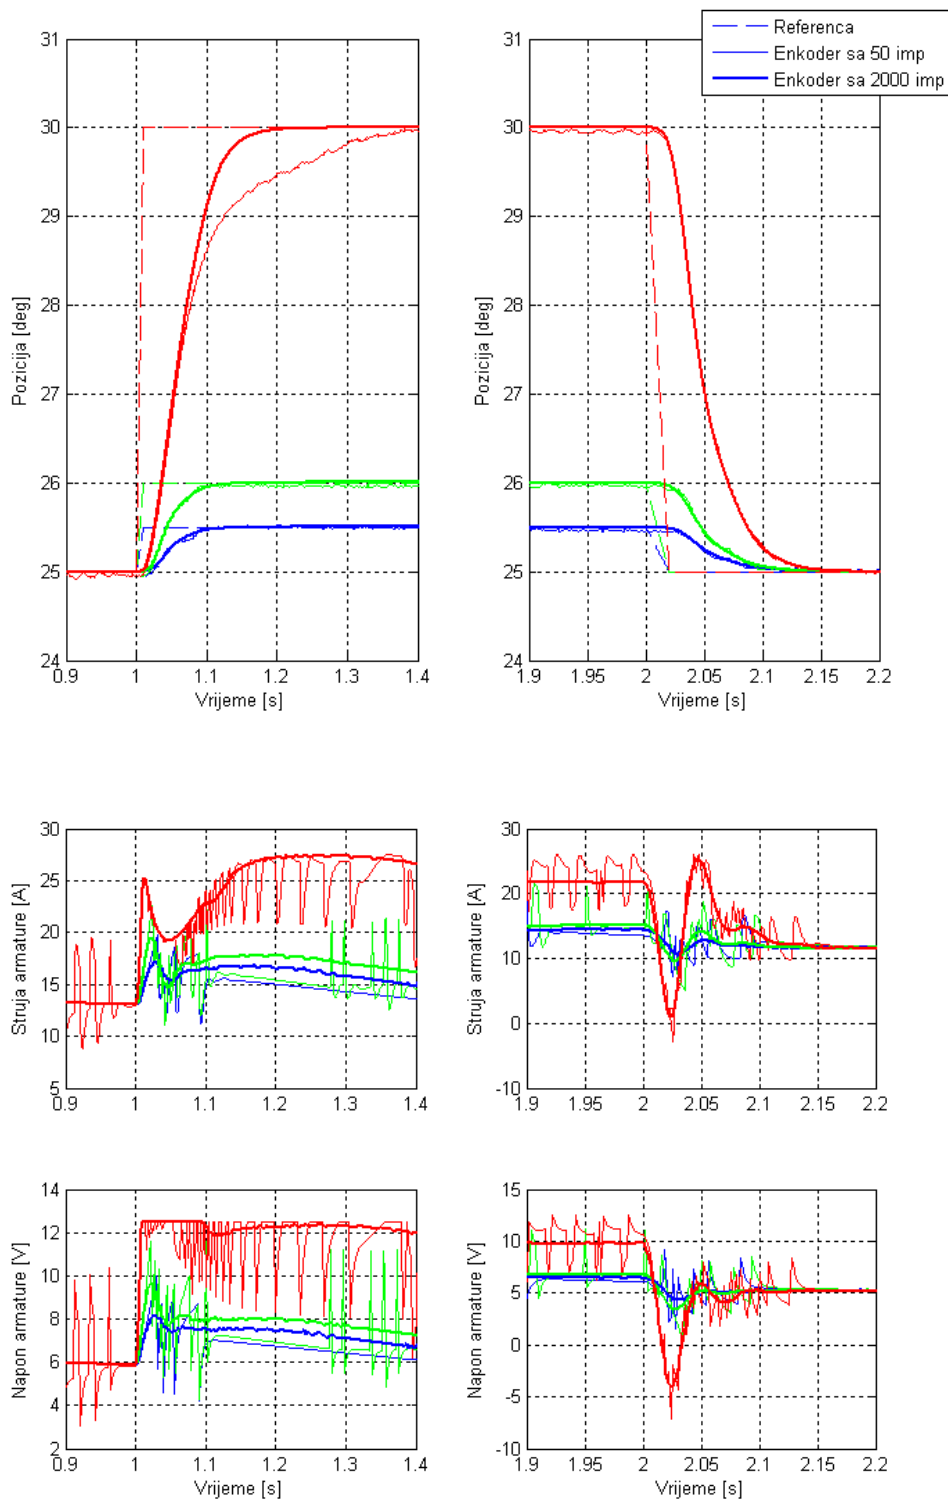 Referenca
Enkoder sa 50 imp
Enkoder sa 2000 imp
31
30
29
28
27
26
25
24
Pozicija [deg]
0.9 1 1.1 1.2 1.3 1.4
Vrijeme [s]
31
30
29
28
27
26
25
24
Pozicija [deg]
1.9 1.95 2 2.05 2.1 2.15 2.2
Vrijeme [s]
30
25
20
15
10
5
Struja armature [A]
0.9 1 1.1 1.2 1.3 1.4
30
20
10
0
-10
Struja armature [A]
1.9 1.95 2 2.05 2.1 2.15 2.2
14
12
10
8
6
4
2
Napon armature [V]
0.9 1 1.1 1.2 1.3 1.4
Vrijeme [s]
15
10
5
0
-5
-10
Napon armature [V]
1.9 1.95 2 2.05 2.1 2.15 2.2
Vrijeme [s]